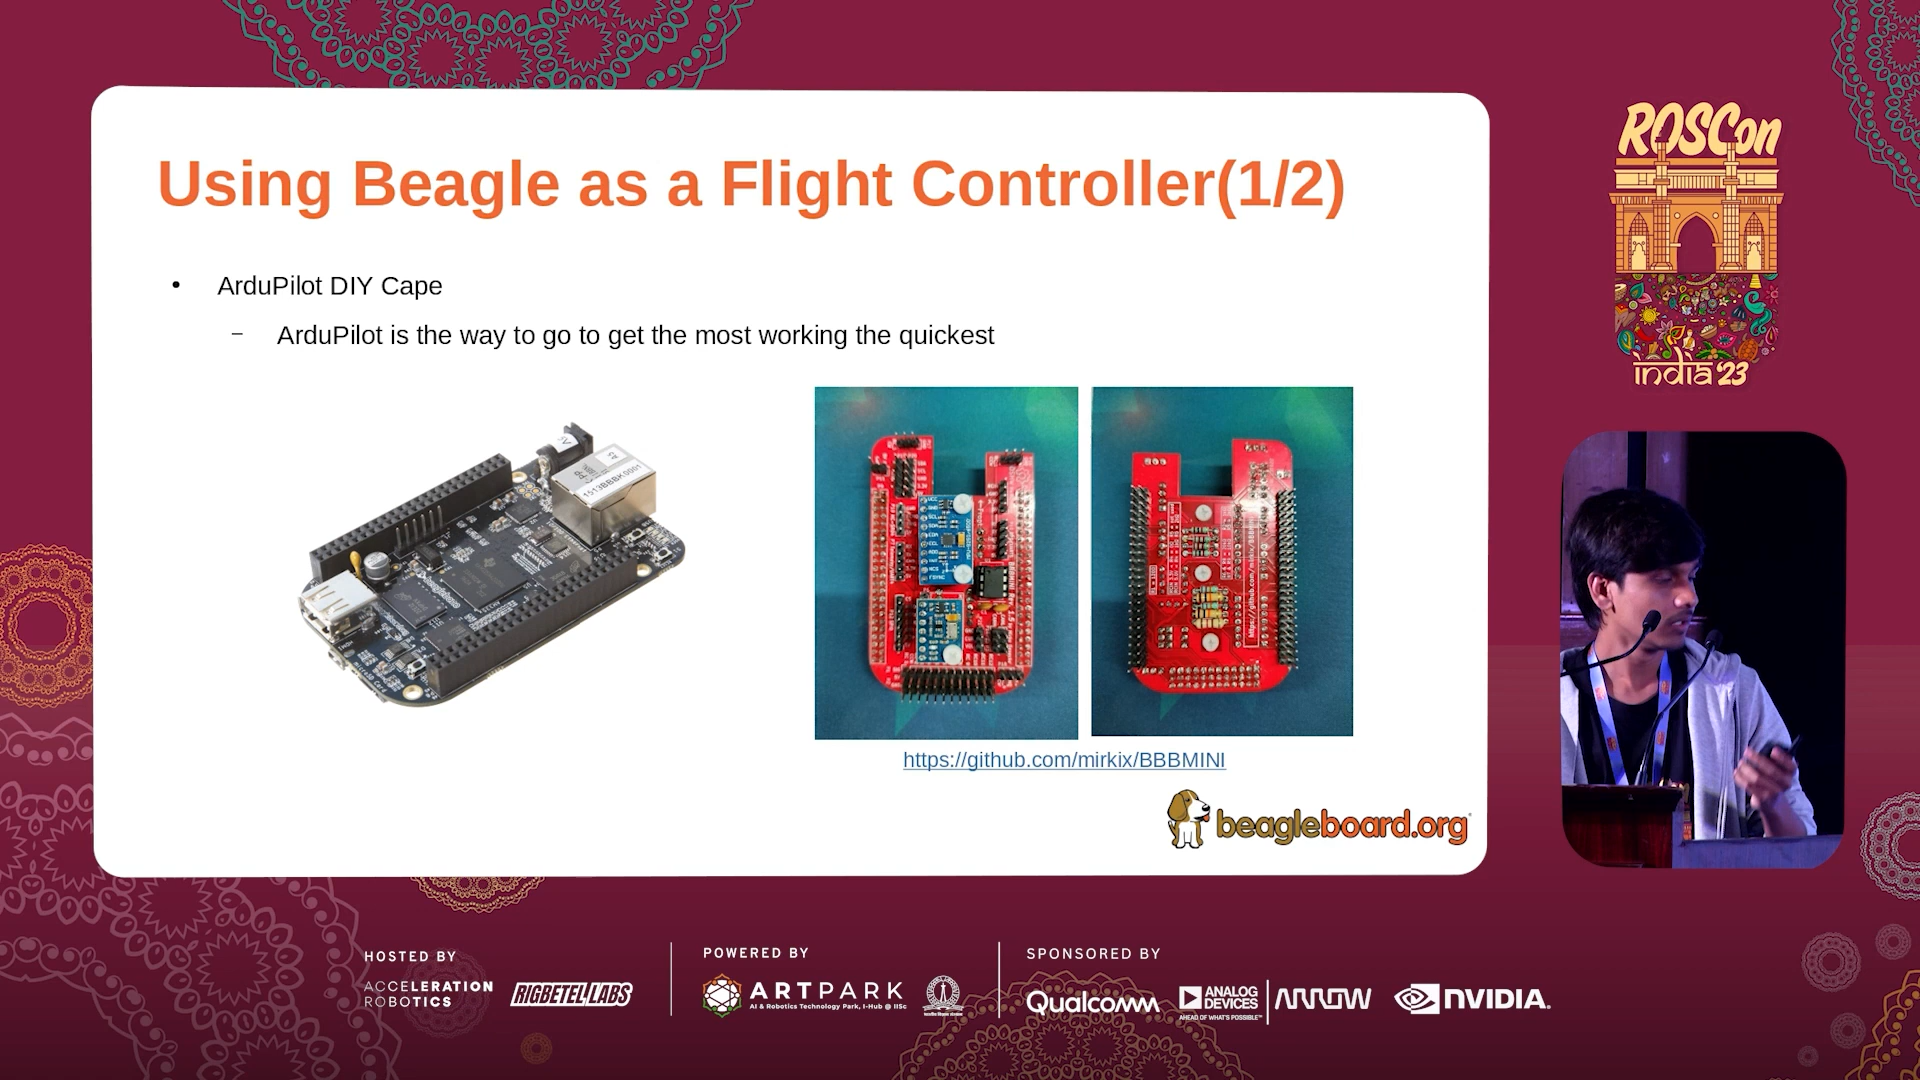 Using Beagle as a Flight Controller(1/2)
• ArduPilot DIY Cape
– ArduPilot is the way to go to get the most working the quickest
1513BBBK0001
https://github.com/mirkix/BBBMINI
beagleboard.org
ROSCon
india'23
HOSTED BY
ACCELERATION
ROBOTICS
RIGBETEL LABS
POWERED BY
ARTPARK
AI & Robotics Technology Park, I-Hub @ IISc
SPONSORED BY
Qualcomm
ANALOG
DEVICES
AHEAD OF WHAT'S POSSIBLE™
ARROW
NVIDIA.